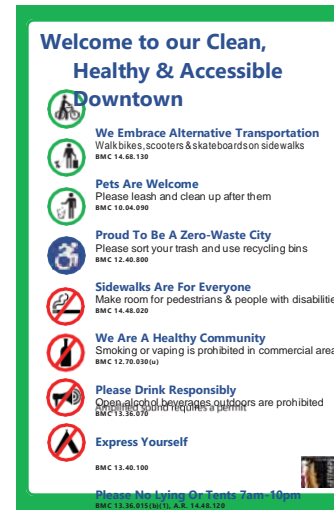 Welcome to our Clean,
Healthy & Accessible
Downtown
We Embrace Alternative Transportation
Walk bikes, scooters & skateboards on sidewalks
BMC 14.68.130
Pets Are Welcome
Please leash and clean up after them
BMC 10.04.090
Proud To Be A Zero-Waste City
Please sort your trash and use recycling bins
BMC 12.40.800
Sidewalks Are For Everyone
Make room for pedestrians & people with disabilitie
BMC 14.48.020
We Are A Healthy Community
Smoking or vaping is prohibited in commercial area
BMC 12.70.030(u)
Please Drink Responsibly
Open alcohol beverages outdoors are prohibited
Amplified sound requires a permit
BMC 13.36.070
Express Yourself
BMC 13.40.100
Please No Lying Or Tents 7am-10pm
BMC 13.36.015(b)(1), A.R. 14.48.120